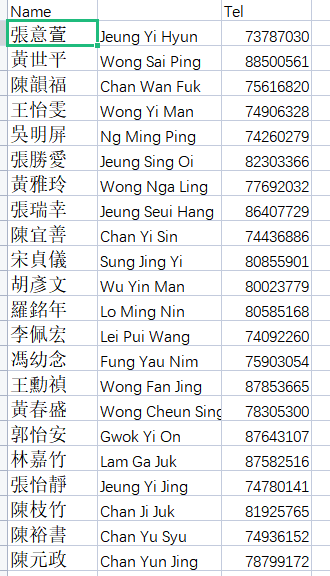 Name Tel
張意萱 Jeung Yi Hyun 73787030
黃世平 Wong Sai Ping 88500561
陳韻福 Chan Wan Fuk 75616820
王怡雯 Wong Yi Man 74906328
吳明屏 Ng Ming Ping 74260279
張勝愛 Jeung Sing Oi 82303366
黃雅玲 Wong Nga Ling 77692032
張瑞幸 Jeung Seui Hang 86407729
陳宜善 Chan Yi Sin 74436886
宋貞儀 Sung Jing Yi 80855901
胡彥文 Wu Yin Man 80023779
羅銘年 Lo Ming Nin 80585168
李佩宏 Lei Pui Wang 74092260
馮幼念 Fung Yau Nim 75903054
王勳禎 Wong Fan Jing 87853665
黃春盛 Wong Cheun Sing 78305300
郭怡安 Gwok Yi On 87643107
林嘉竹 Lam Ga Juk 87582516
張怡靜 Jeung Yi Jing 74780141
陳枝竹 Chan Ji Juk 81925765
陳裕書 Chan Yu Syu 74936152
陳元政 Chan Yun Jing 78799172